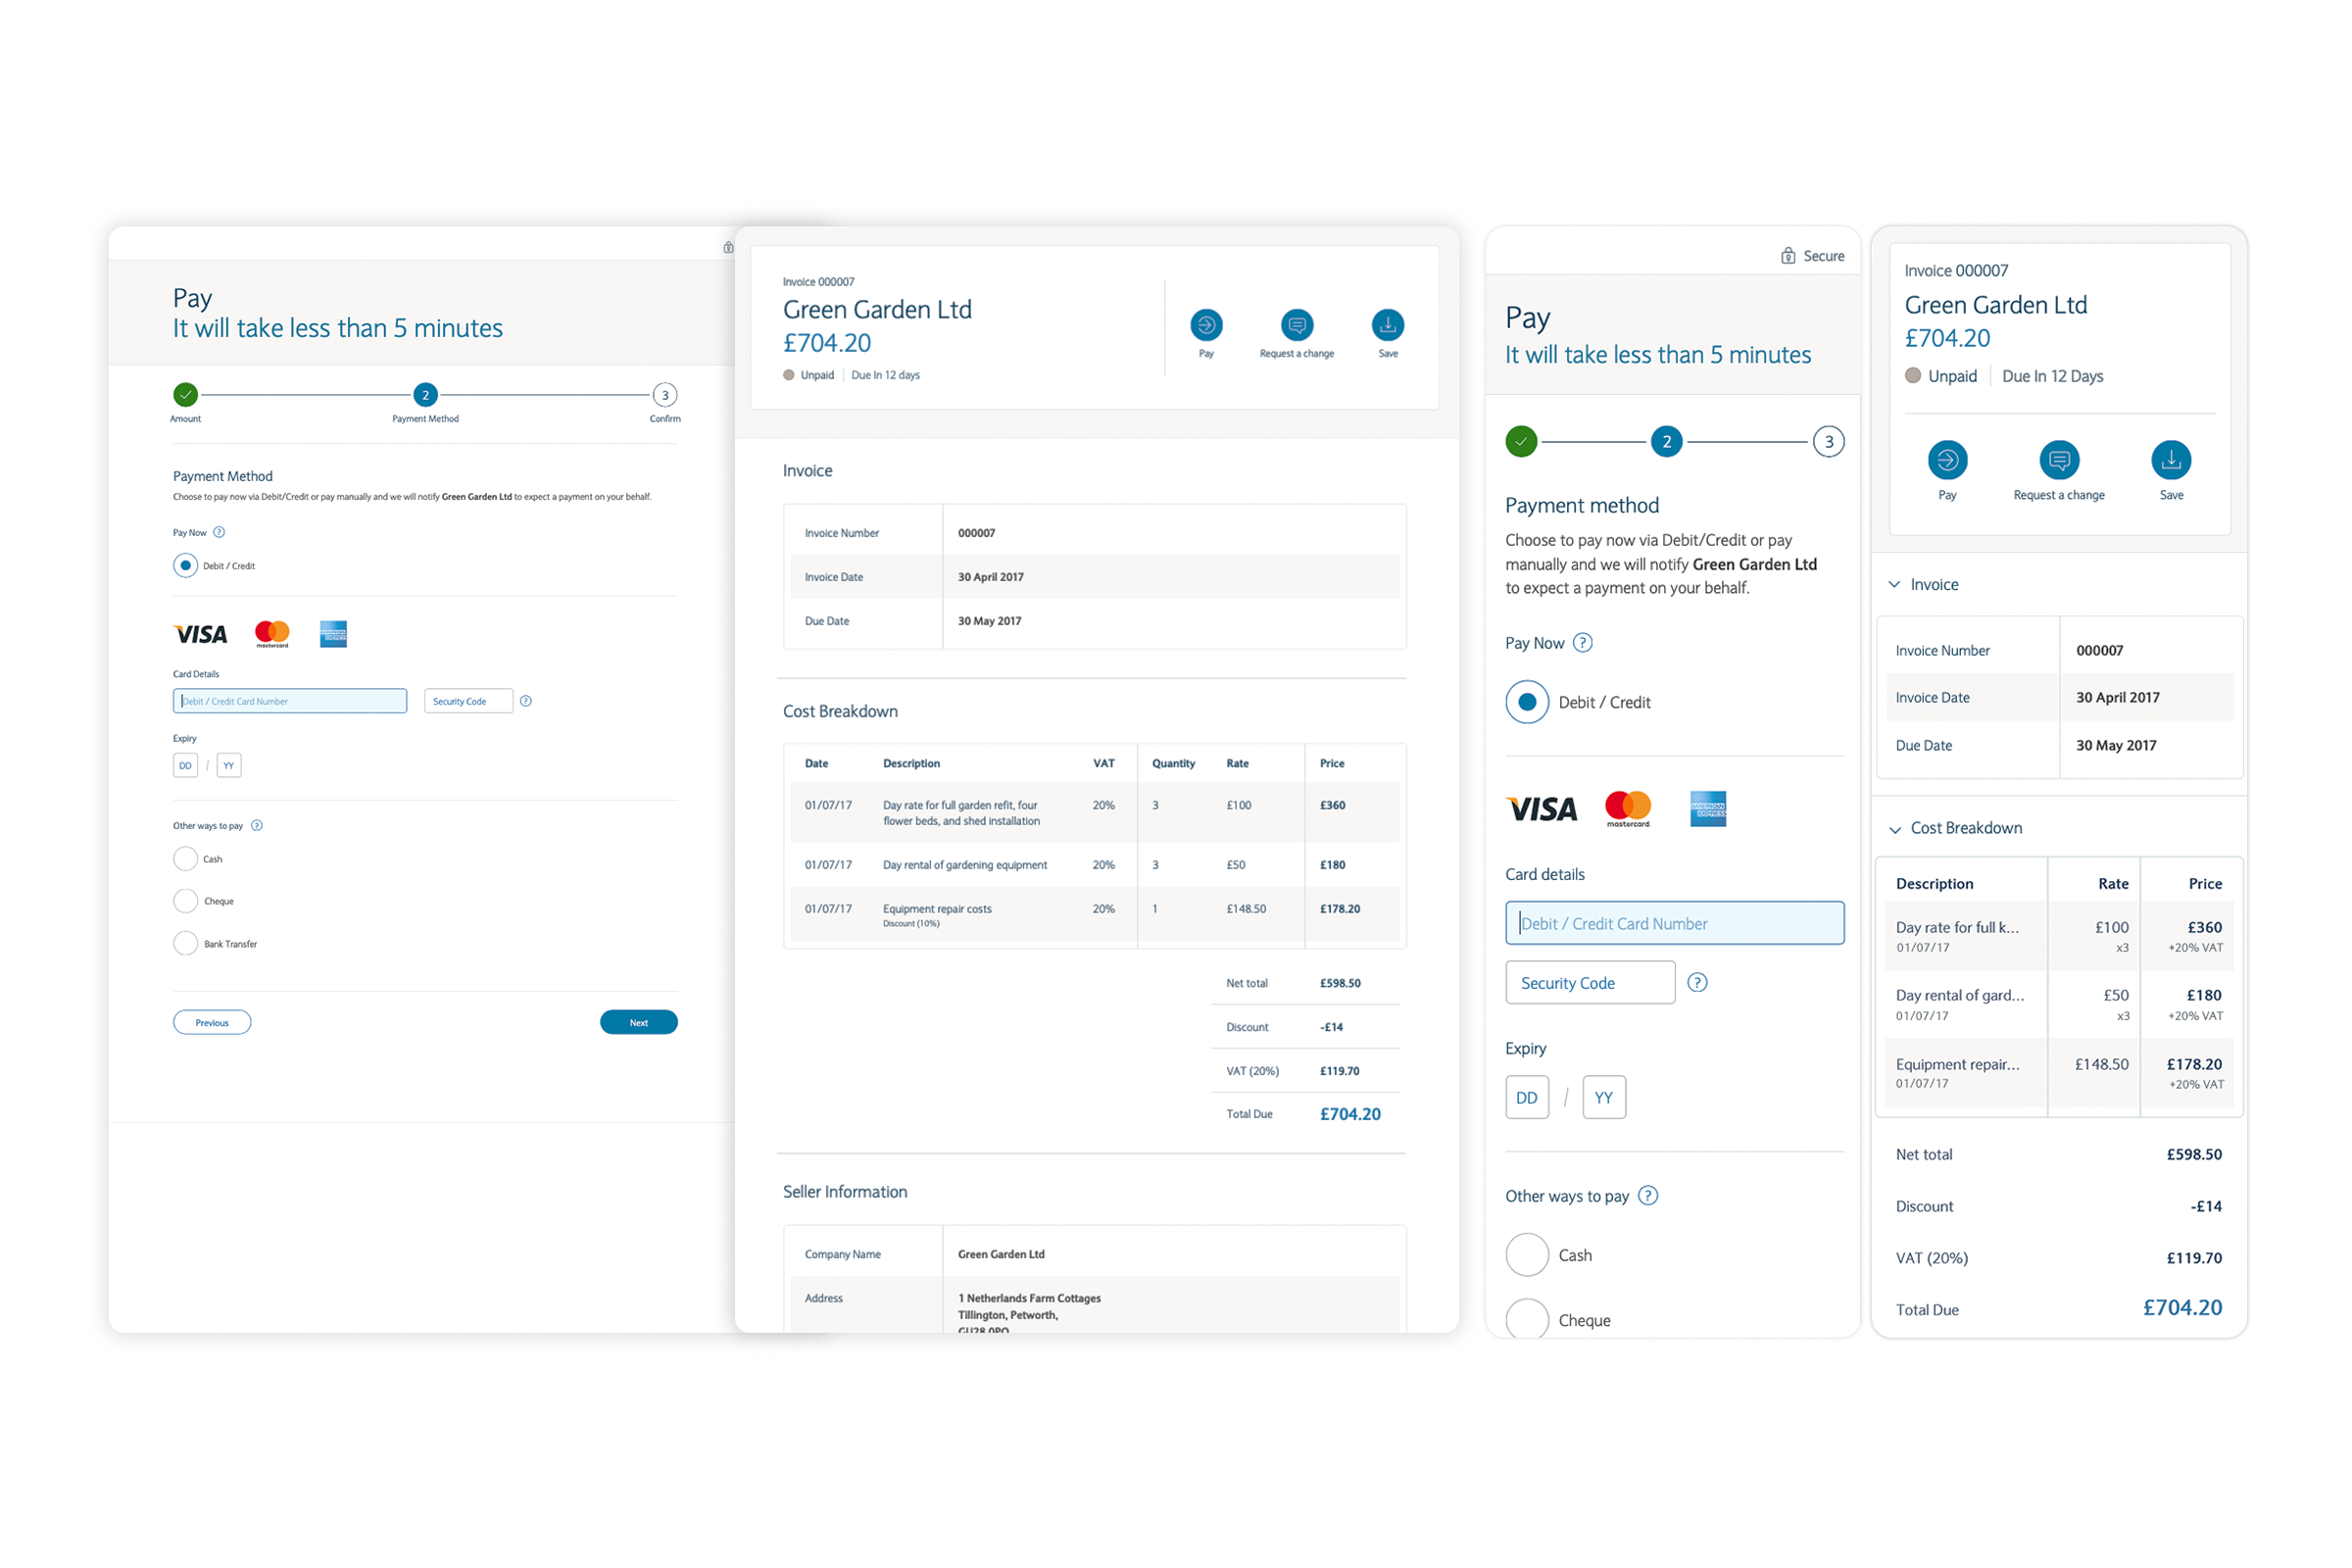 Pay
It will take less than 5 minutes
2
3
Amount
Payment Method
Confirm
Payment Method
Choose to pay now via Debit/Credit or pay manually and we will notify Green Garden Ltd to expect a payment on your behalf.
Pay Now ?
Debit / Credit
VISA mastercard AMERICAN EXPRESS
Card Details
Debit / Credit Card Number
Security Code ?
Expiry
DD / YY
Other ways to pay ?
Cash
Cheque
Bank Transfer
Previous
Next
Invoice 000007
Green Garden Ltd
£704.20
Unpaid Due In 12 days
Pay
Request a change
Save
Invoice
Invoice Number 000007
Invoice Date 30 April 2017
Due Date 30 May 2017
Cost Breakdown
Date Description VAT Quantity Rate Price
01/07/17 Day rate for full garden refit, four 20% 3 £100 £360
flower beds, and shed installation
01/07/17 Day rental of gardening equipment 20% 3 £50 £180
01/07/17 Equipment repair costs 20% 1 £148.50 £178.20
Discount (10%)
Net total £598.50
Discount -£14
VAT (20%) £119.70
Total Due £704.20
Seller Information
Company Name Green Garden Ltd
Address 1 Netherlands Farm Cottages
Tillington, Petworth,
Secure
Pay
It will take less than 5 minutes
2
3
Payment method
Choose to pay now via Debit/Credit or pay
manually and we will notify Green Garden Ltd
to expect a payment on your behalf.
Pay Now ?
Debit / Credit
VISA mastercard AMERICAN EXPRESS
Card details
Debit / Credit Card Number
Security Code ?
Expiry
DD / YY
Other ways to pay ?
Cash
Cheque
Invoice 000007
Green Garden Ltd
£704.20
Unpaid Due In 12 Days
Pay
Request a change
Save
Invoice
Invoice Number 000007
Invoice Date 30 April 2017
Due Date 30 May 2017
Cost Breakdown
Description Rate Price
Day rate for full k... £100 £360
01/07/17 x3 +20% VAT
Day rental of gard... £50 £180
01/07/17 x3 +20% VAT
Equipment repair... £148.50 £178.20
01/07/17 +20% VAT
Net total £598.50
Discount -£14
VAT (20%) £119.70
Total Due £704.20